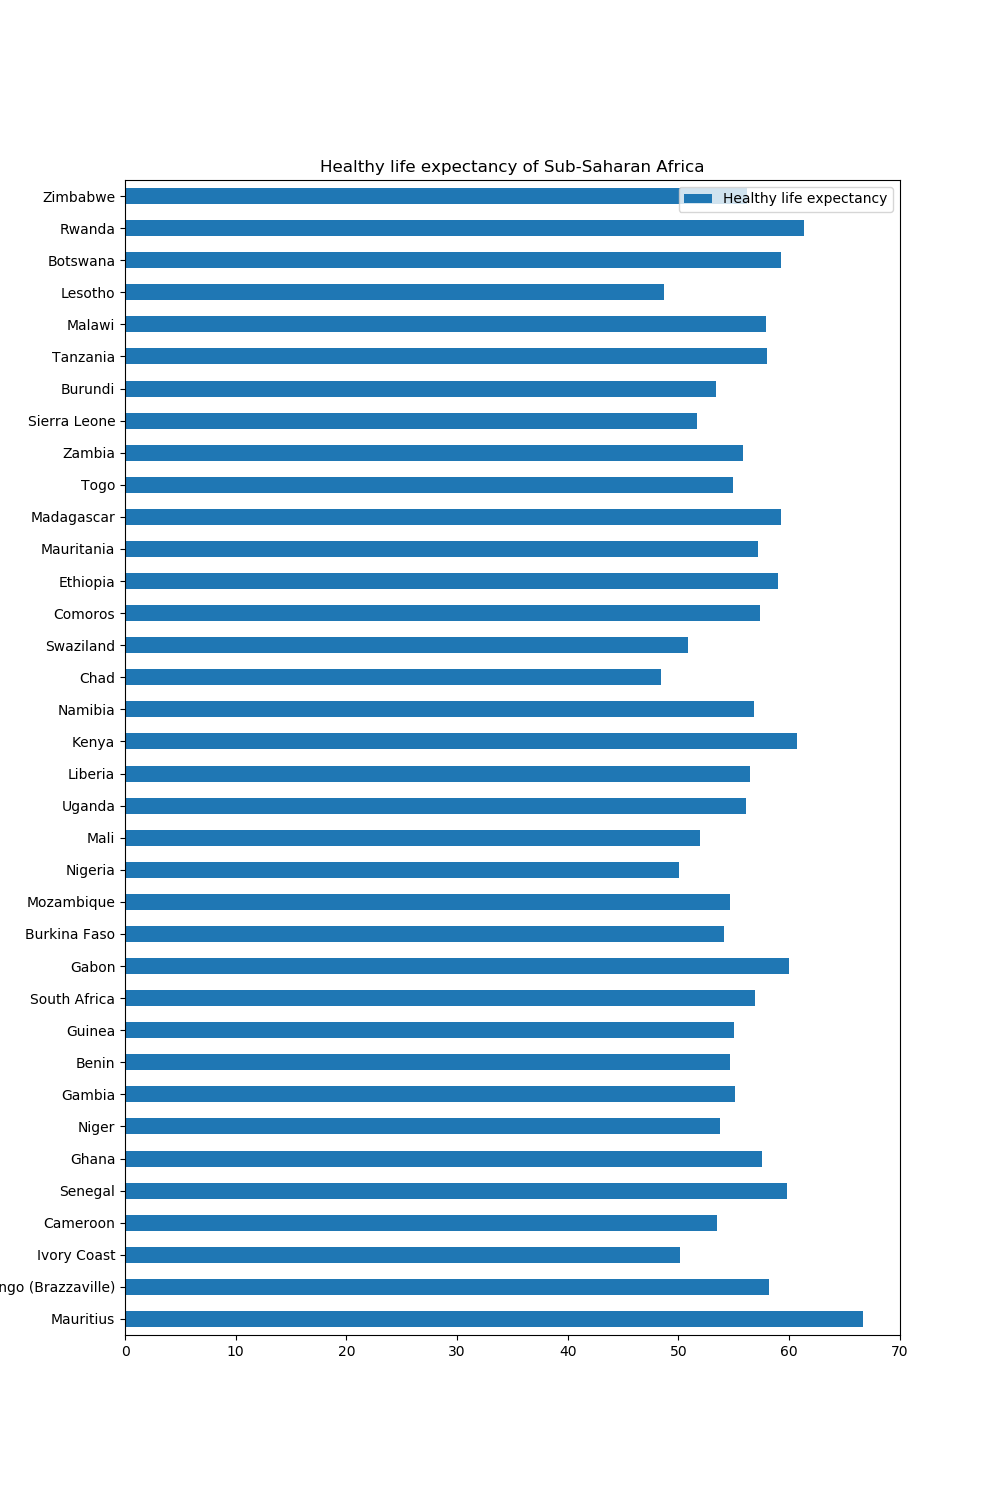 Healthy life expectancy of Sub-Saharan Africa
Healthy life expectancy
Zimbabwe
Rwanda
Botswana
Lesotho
Malawi
Tanzania
Burundi
Sierra Leone
Zambia
Togo
Madagascar
Mauritania
Ethiopia
Comoros
Swaziland
Chad
Namibia
Kenya
Liberia
Uganda
Mali
Nigeria
Mozambique
Burkina Faso
Gabon
South Africa
Guinea
Benin
Gambia
Niger
Ghana
Senegal
Cameroon
Ivory Coast
ngo (Brazzaville)
Mauritius
0 10 20 30 40 50 60 70